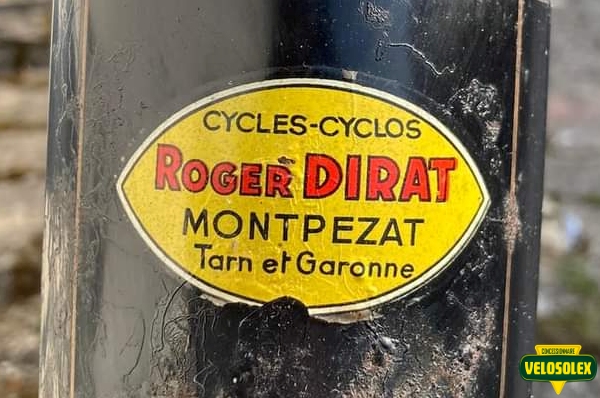 CYCLES-CYCLOS
ROGER DIRAT
MONTPEZAT
Tarn et Garonne
CONCESSIONNAIRE
VELOSOLEX